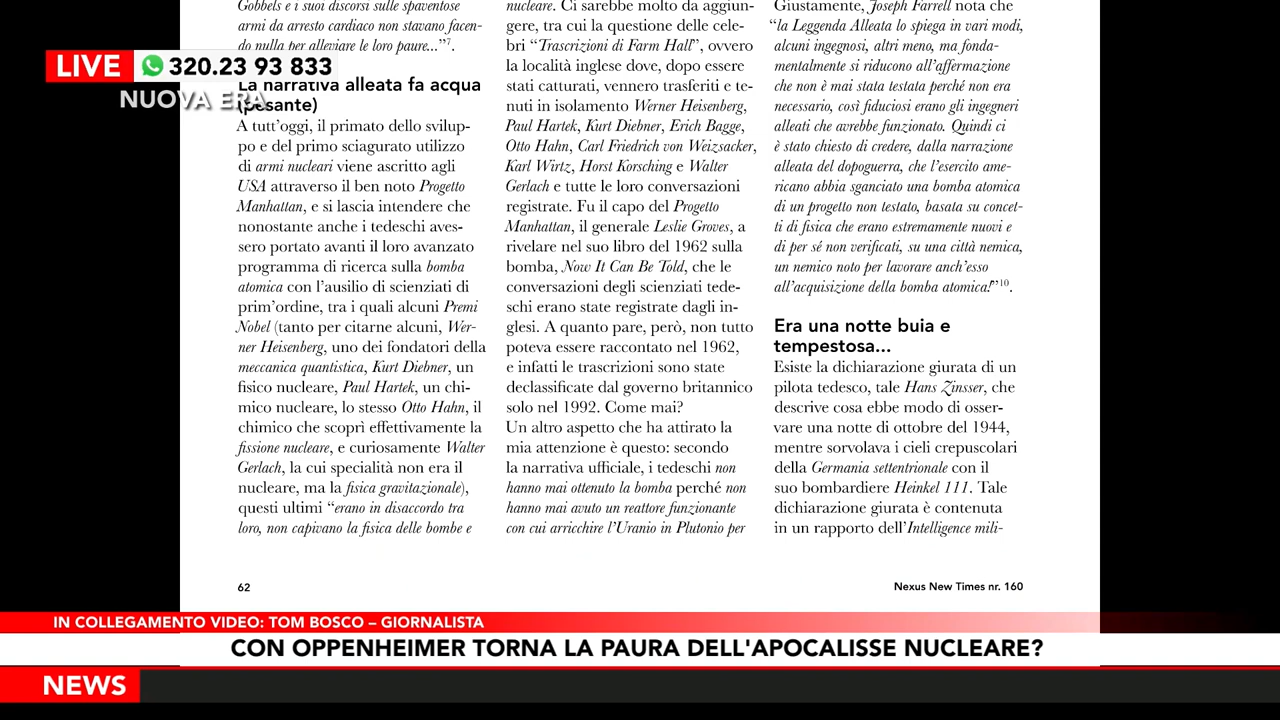 Gobbels e i suoi discorsi sulle spaventose
armi da arresto cardiaco non stavano facen-
do nulla per alleviare le loro paure...”7.
LIVE
320.23 93 833
NUOVA ERA
La narrativa alleata fa acqua
(pesante)
A tutt’oggi, il primato dello svilup-
po e del primo sciagurato utilizzo
di armi nucleari viene ascritto agli
USA attraverso il ben noto Progetto
Manhattan, e si lascia intendere che
nonostante anche i tedeschi aves-
sero portato avanti il loro avanzato
programma di ricerca sulla bomba
atomica con l’ausilio di scienziati di
prim’ordine, tra i quali alcuni Premi
Nobel (tanto per citarne alcuni, Wer-
ner Heisenberg, uno dei fondatori della
meccanica quantistica, Kurt Diebner, un
fisico nucleare, Paul Hartek, un chi-
mico nucleare, lo stesso Otto Hahn, il
chimico che scoprì effettivamente la
fissione nucleare, e curiosamente Walter
Gerlach, la cui specialità non era il
nucleare, ma la fisica gravitazionale),
questi ultimi “erano in disaccordo tra
loro, non capivano la fisica delle bombe e
nucleare. Ci sarebbe molto da aggiun-
gere, tra cui la questione delle cele-
bri “Trascrizioni di Farm Hall”, ovvero
la località inglese dove, dopo essere
stati catturati, vennero trasferiti e te-
nuti in isolamento Werner Heisenberg,
Paul Hartek, Kurt Diebner, Erich Bagge,
Otto Hahn, Carl Friedrich von Weizsacker,
Karl Wirtz, Horst Korsching e Walter
Gerlach e tutte le loro conversazioni
registrate. Fu il capo del Progetto
Manhattan, il generale Leslie Groves, a
rivelare nel suo libro del 1962 sulla
bomba, Now It Can Be Told, che le
conversazioni degli scienziati tede-
schi erano state registrate dagli in-
glesi. A quanto pare, però, non tutto
poteva essere raccontato nel 1962,
e infatti le trascrizioni sono state
declassificate dal governo britannico
solo nel 1992. Come mai?
Un altro aspetto che ha attirato la
mia attenzione è questo: secondo
la narrativa ufficiale, i tedeschi non
hanno mai ottenuto la bomba perché non
hanno mai avuto un reattore funzionante
con cui arricchire l’Uranio in Plutonio per
Giustamente, Joseph Farrell nota che
“la Leggenda Alleata lo spiega in vari modi,
alcuni ingegnosi, altri meno, ma fonda-
mentalmente si riducono all’affermazione
che non è mai stata testata perché non era
necessario, così fiduciosi erano gli ingegneri
alleati che avrebbe funzionato. Quindi ci
è stato chiesto di credere, dalla narrazione
alleata del dopoguerra, che l’esercito ame-
ricano abbia sganciato una bomba atomica
di un progetto non testato, basata su concet-
ti di fisica che erano estremamente nuovi e
di per sé non verificati, su una città nemica,
un nemico noto per lavorare anch’esso
all’acquisizione della bomba atomica!”10.
Era una notte buia e
tempestosa...
Esiste la dichiarazione giurata di un
pilota tedesco, tale Hans Zinsser, che
descrive cosa ebbe modo di osser-
vare una notte di ottobre del 1944,
mentre sorvolava i cieli crepuscolari
della Germania settentrionale con il
suo bombardiere Heinkel 111. Tale
dichiarazione giurata è contenuta
in un rapporto dell’Intelligence mili-
62
Nexus New Times nr. 160
IN COLLEGAMENTO VIDEO: TOM BOSCO – GIORNALISTA
CON OPPENHEIMER TORNA LA PAURA DELL'APOCALISSE NUCLEARE?
NEWS